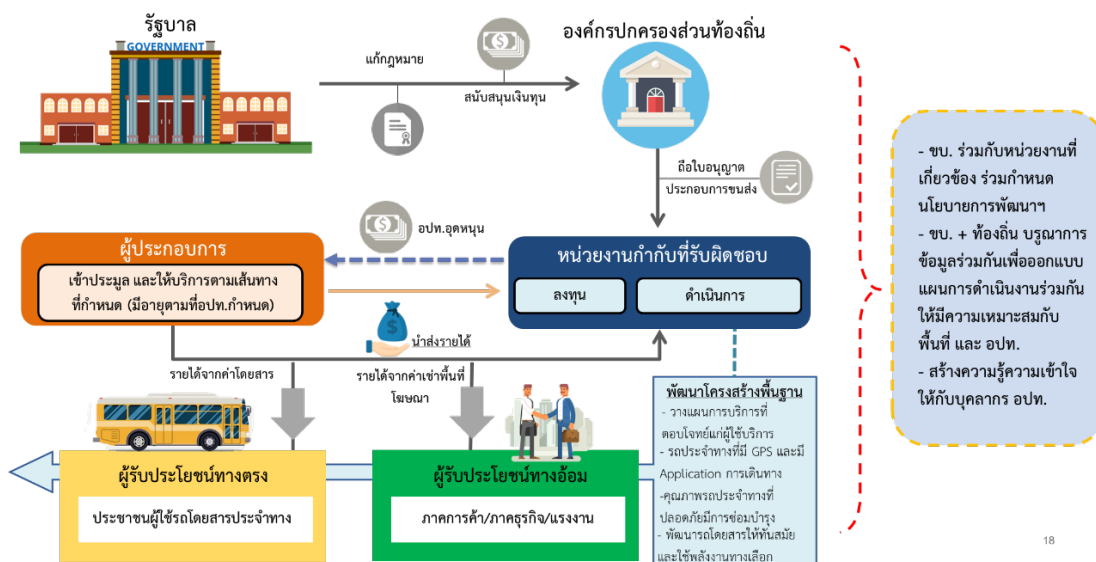 รัฐบาล
GOVERNMENT
แก้กฎหมาย
สนับสนุนเงินทุน
องค์กรปกครองส่วนท้องถิ่น
ถือใบอนุญาต
ประกอบการขนส่ง
อปท.อุดหนุน
ผู้ประกอบการ
เข้าประมูล และให้บริการตามเส้นทาง
ที่กำหนด (มีอายุตามที่อปท.กำหนด)
หน่วยงานกำกับที่รับผิดชอบ
ลงทุน
ดำเนินการ
นำส่งรายได้
รายได้จากค่าโดยสาร
รายได้จากค่าเช่าพื้นที่
โฆษณา
ผู้รับประโยชน์ทางตรง
ประชาชนผู้ใช้รถโดยสารประจำทาง
ผู้รับประโยชน์ทางอ้อม
ภาคการค้า/ภาคธุรกิจ/แรงงาน
พัฒนาโครงสร้างพื้นฐาน
- วางแผนการบริการที่
ตอบโจทย์แก่ผู้ใช้บริการ
- รถประจำทางที่มี GPS และมี
Application การเดินทาง
-คุณภาพรถประจำทางที่
ปลอดภัยมีการซ่อมบำรุง
- พัฒนารถโดยสารให้ทันสมัย
และใช้พลังงานทางเลือก
- ขบ. ร่วมกับหน่วยงานที่
เกี่ยวข้อง ร่วมกำหนด
นโยบายการพัฒนาฯ
- ขบ. + ท้องถิ่น บรูณาการ
ข้อมูลร่วมกันเพื่อออกแบบ
แผนการดำเนินงานร่วมกัน
ให้มีความเหมาะสมกับ
พื้นที่ และ อปท.
- สร้างความรู้ความเข้าใจ
ให้กับบุคลากร อปท.
18